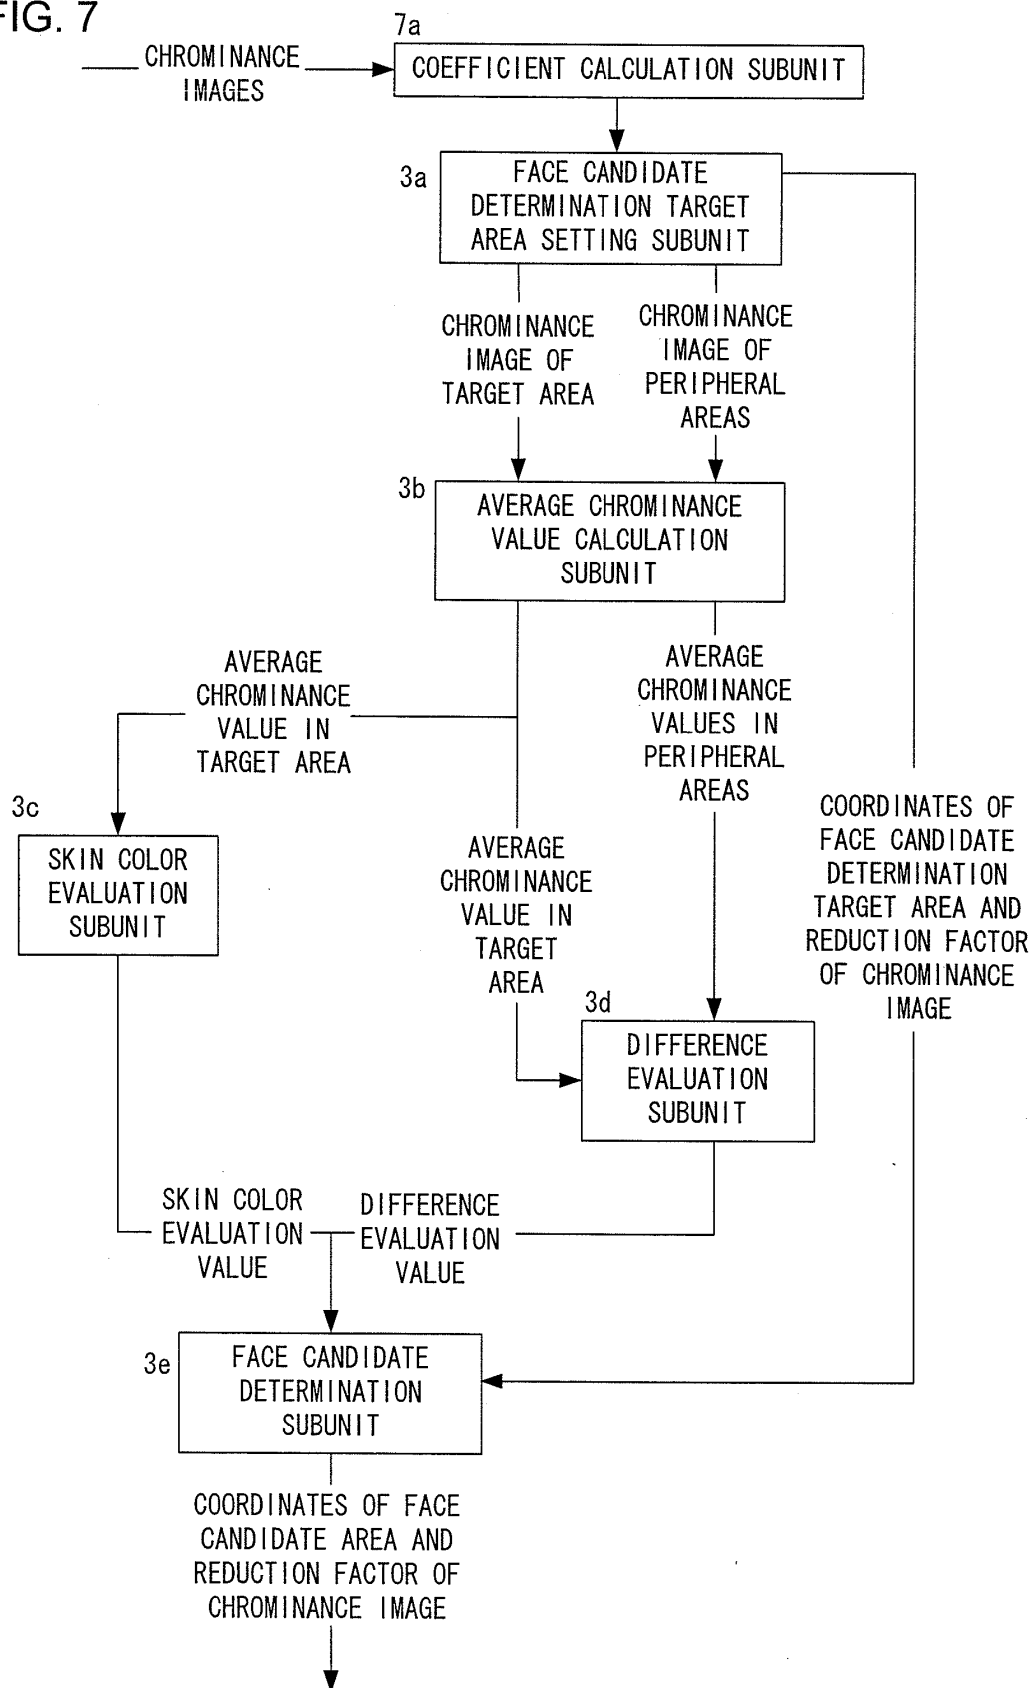 FIG. 7
7a
CHROMINANCE
IMAGES
COEFFICIENT CALCULATION SUBUNIT
3a
FACE CANDIDATE
DETERMINATION TARGET
AREA SETTING SUBUNIT
CHROMINANCE
IMAGE OF
TARGET AREA
CHROMINANCE
IMAGE OF
PERIPHERAL
AREAS
3b
AVERAGE CHROMINANCE
VALUE CALCULATION
SUBUNIT
AVERAGE
CHROMINANCE
VALUE IN
TARGET AREA
AVERAGE
CHROMINANCE
VALUES IN
PERIPHERAL
AREAS
3c
SKIN COLOR
EVALUATION
SUBUNIT
AVERAGE
CHROMINANCE
VALUE IN
TARGET
AREA
COORDINATES OF
FACE CANDIDATE
DETERMINATION
TARGET AREA AND
REDUCTION FACTOR
OF CHROMINANCE
IMAGE
3d
DIFFERENCE
EVALUATION
SUBUNIT
SKIN COLOR
EVALUATION
VALUE
DIFFERENCE
EVALUATION
VALUE
3e
FACE CANDIDATE
DETERMINATION
SUBUNIT
COORDINATES OF FACE
CANDIDATE AREA AND
REDUCTION FACTOR OF
CHROMINANCE IMAGE